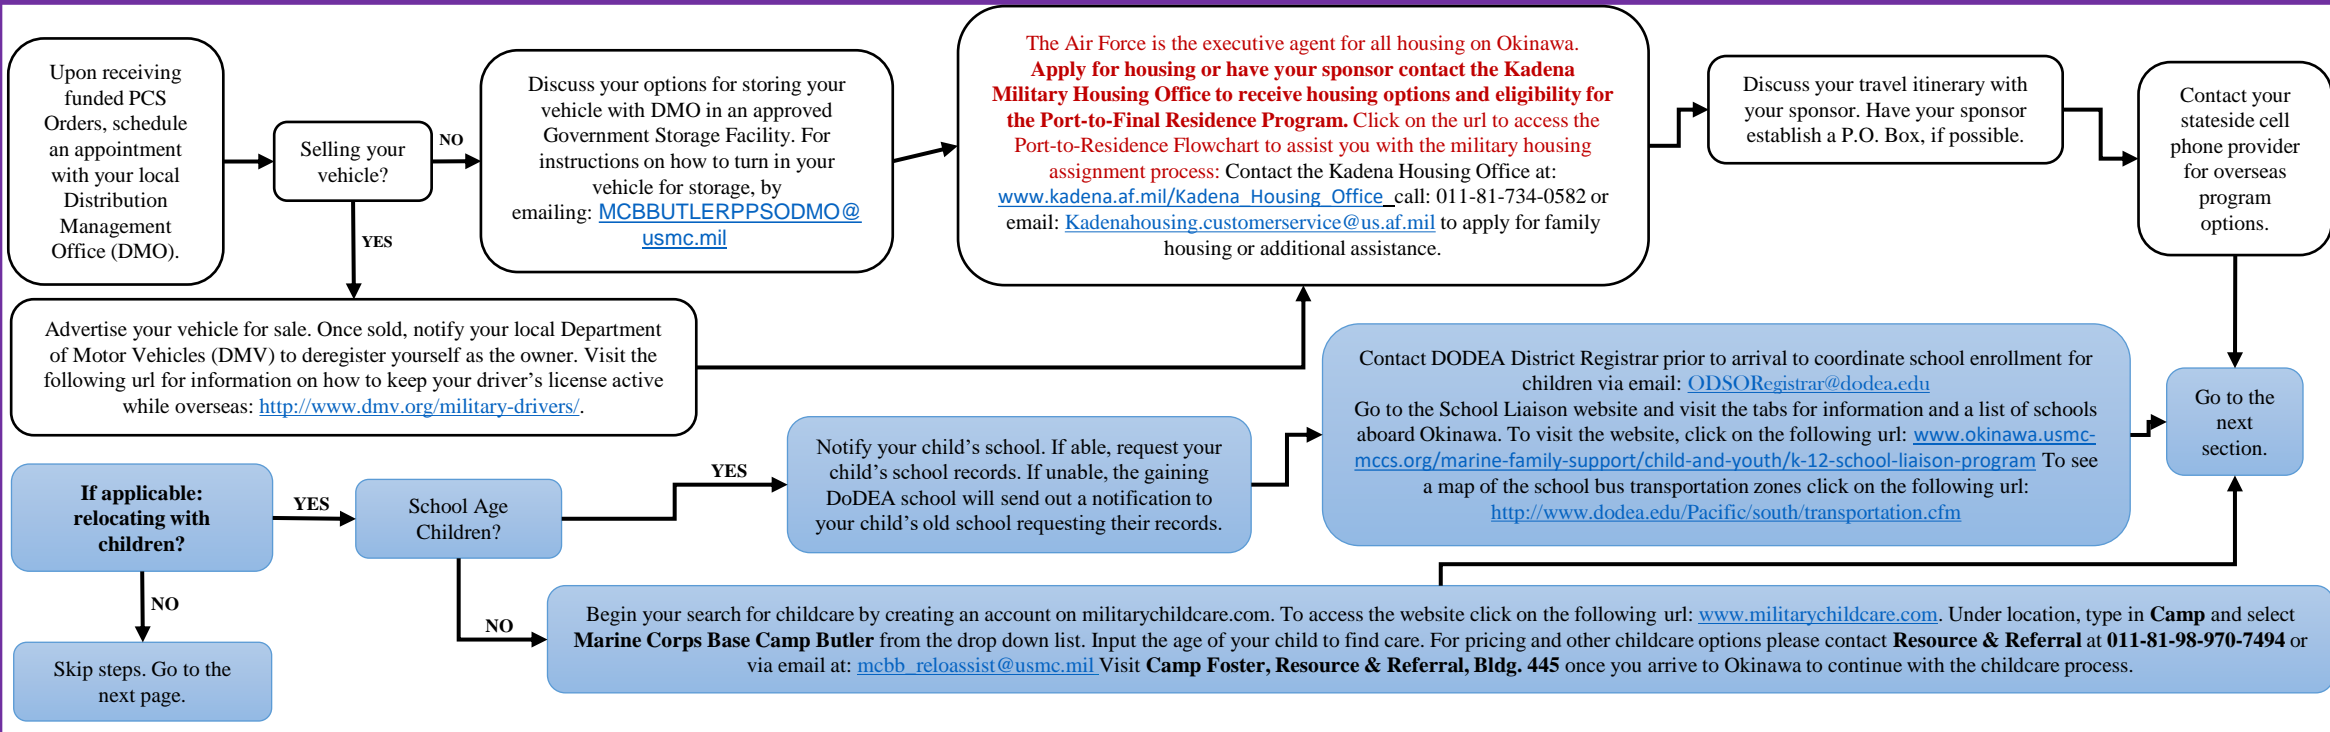 Upon receiving
funded PCS
Orders, schedule
an appointment
with your local
Distribution
Management
Office (DMO).
Selling your
vehicle?
NO
YES
Discuss your options for storing your
vehicle with DMO in an approved
Government Storage Facility. For
instructions on how to turn in your
vehicle for storage, by
emailing: MCBBUTLERPPSODMO@
usmc.mil
The Air Force is the executive agent for all housing on Okinawa.
Apply for housing or have your sponsor contact the Kadena
Military Housing Office to receive housing options and eligibility for
the Port-to-Final Residence Program. Click on the url to access the
Port-to-Residence Flowchart to assist you with the military housing
assignment process: Contact the Kadena Housing Office at:
www.kadena.af.mil/Kadena_Housing_Office call: 011-81-734-0582 or
email: Kadenahousing.customerservice@us.af.mil to apply for family
housing or additional assistance.
Discuss your travel itinerary with
your sponsor. Have your sponsor
establish a P.O. Box, if possible.
Contact your
stateside cell
phone provider
for overseas
program
options.
Advertise your vehicle for sale. Once sold, notify your local Department
of Motor Vehicles (DMV) to deregister yourself as the owner. Visit the
following url for information on how to keep your driver's license active
while overseas: http://www.dmv.org/military-drivers/.
If applicable:
relocating with
children?
YES
NO
Skip steps. Go to the
next page.
School Age
Children?
YES
NO
Notify your child's school. If able, request your
child's school records. If unable, the gaining
DoDEA school will send out a notification to
your child's old school requesting their records.
Contact DODEA District Registrar prior to arrival to coordinate school enrollment for
children via email: ODSORegistrar@dodea.edu
Go to the School Liaison website and visit the tabs for information and a list of schools
aboard Okinawa. To visit the website, click on the following url: www.okinawa.usmc-
mccs.org/marine-family-support/child-and-youth/k-12-school-liaison-program To see
a map of the school bus transportation zones click on the following url:
http://www.dodea.edu/Pacific/south/transportation.cfm
Go to the
next
section.
Begin your search for childcare by creating an account on militarychildcare.com. To access the website click on the following url: www.militarychildcare.com. Under location, type in Camp and select
Marine Corps Base Camp Butler from the drop down list. Input the age of your child to find care. For pricing and other childcare options please contact Resource & Referral at 011-81-98-970-7494 or
via email at: mcbb_reloassist@usmc.mil Visit Camp Foster, Resource & Referral, Bldg. 445 once you arrive to Okinawa to continue with the childcare process.